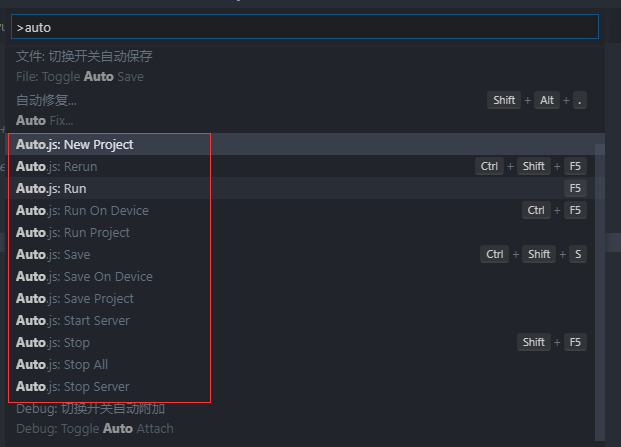 >auto
文件: 切换开关自动保存
File: Toggle Auto Save
自动修复... Shift + Alt + .
Auto Fix...
Auto.js: New Project
Auto.js: Rerun Ctrl + Shift + F5
Auto.js: Run F5
Auto.js: Run On Device Ctrl + F5
Auto.js: Run Project
Auto.js: Save Ctrl + Shift + S
Auto.js: Save On Device
Auto.js: Save Project
Auto.js: Start Server
Auto.js: Stop Shift + F5
Auto.js: Stop All
Auto.js: Stop Server
Debug: 切换开关自动附加
Debug: Toggle Auto Attach